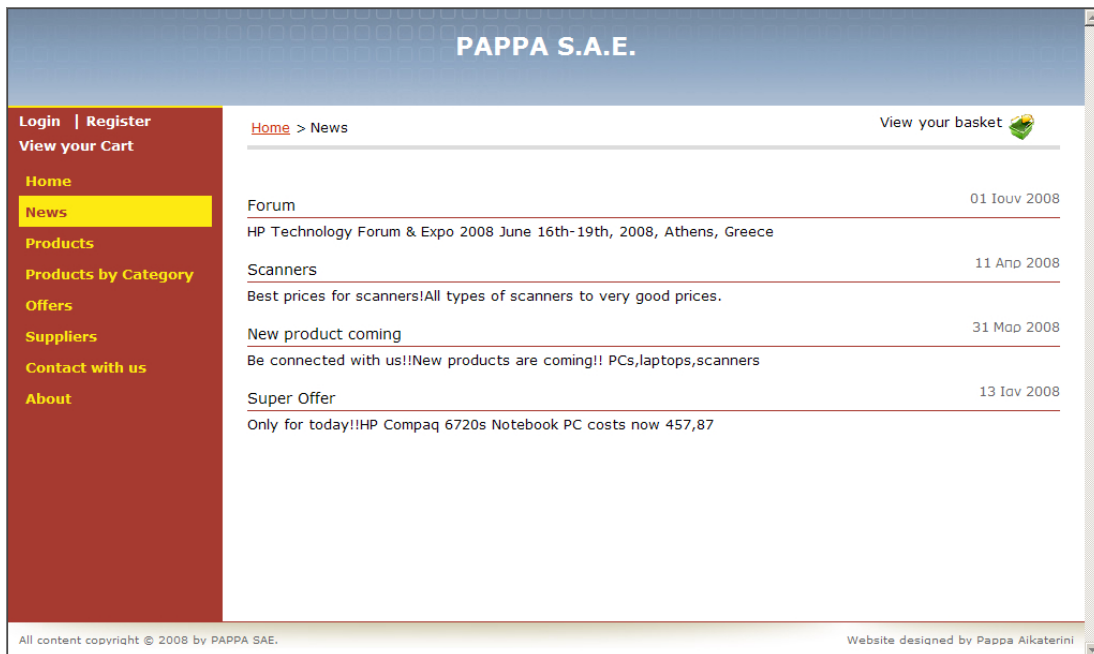 PAPPA S.A.E.
Login | Register
View your Cart
Home
News
Products
Products by Category
Offers
Suppliers
Contact with us
About
Home > News
View your basket
Forum
01 Ιουν 2008
HP Technology Forum & Expo 2008 June 16th-19th, 2008, Athens, Greece
Scanners
11 Απρ 2008
Best prices for scanners!All types of scanners to very good prices.
New product coming
31 Μαρ 2008
Be connected with us!!New products are coming!! PCs,laptops,scanners
Super Offer
13 Ιαν 2008
Only for today!!HP Compaq 6720s Notebook PC costs now 457,87
All content copyright © 2008 by PAPPA SAE.
Website designed by Pappa Aikaterini